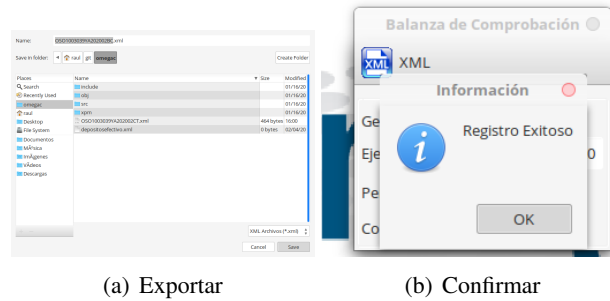 Name: OSO1003039YA202002BC.xml
Save in folder: raul git omegac Create Folder
Places Name Size Modified
Search include 01/16/20
Recently Used obj 01/16/20
omegac src 01/16/20
raul xpm 01/16/20
Desktop OSO1003039YA202002CT.xml 464 bytes 16:00
File System depositosefectivo.xml 0 bytes 02/04/20
Documentos
MÃºsica
ImÃ¡genes
VÃ­deos
Descargas
XML Archivos (*.xml)
Cancel Save
(a) Exportar
Balanza de Comprobación
XML XML
Información
Ge
Registro Exitoso
Eje 0
Pe
OK
Co
(b) Confirmar